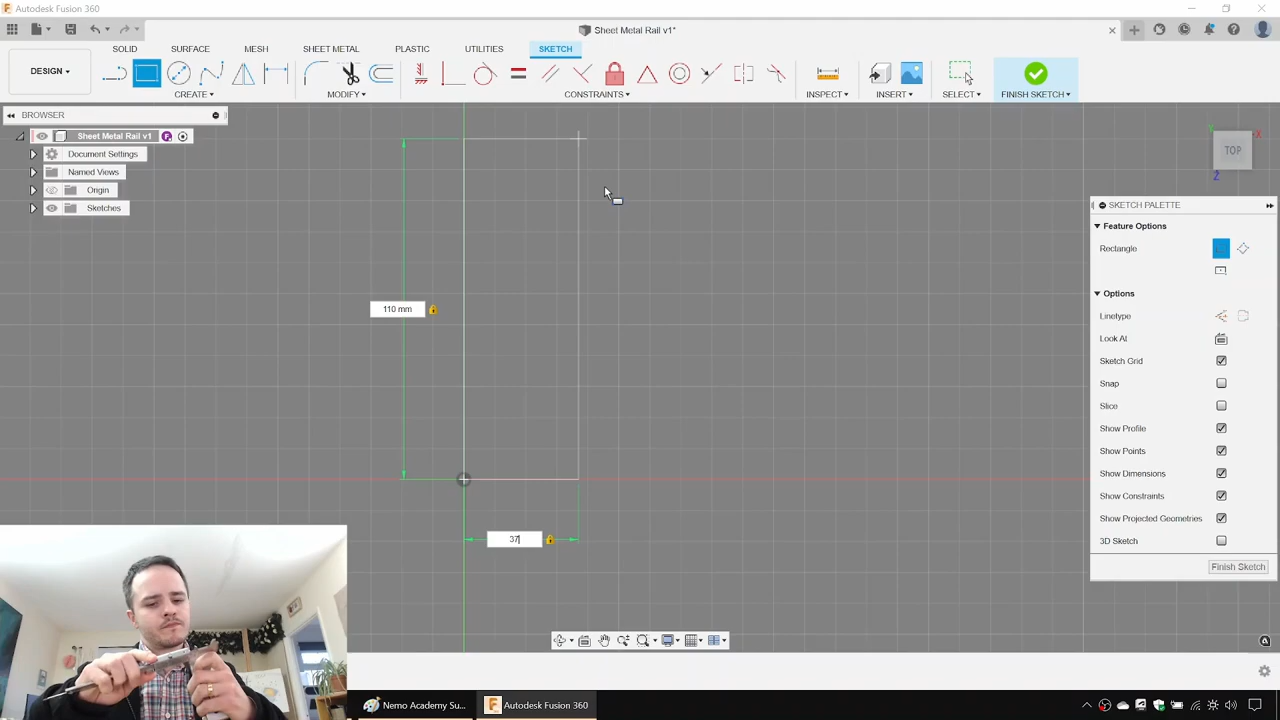 Autodesk Fusion 360
Sheet Metal Rail v1*
DESIGN
SOLID
SURFACE
MESH
SHEET METAL
PLASTIC
UTILITIES
SKETCH
CREATE
MODIFY
CONSTRAINTS
INSPECT
INSERT
SELECT
FINISH SKETCH
BROWSER
Sheet Metal Rail v1
Document Settings
Named Views
Origin
Sketches
110 mm
37
TOP
X
Y
Z
SKETCH PALETTE
Feature Options
Rectangle
Options
Linetype
Look At
Sketch Grid
Snap
Slice
Show Profile
Show Points
Show Dimensions
Show Constraints
Show Projected Geometries
3D Sketch
Finish Sketch
Nemo Academy Su...
Autodesk Fusion 360